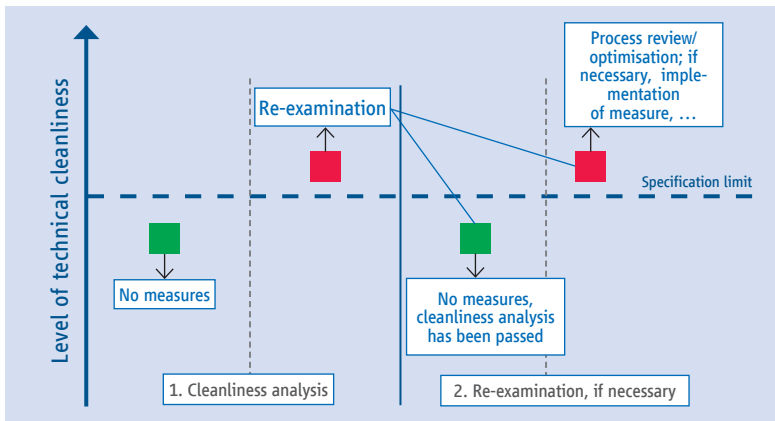 Level of technical cleanliness
Process review/
optimisation; if
necessary, imple-
mentation
of measure, …
Re-examination
Specification limit
No measures
No measures,
cleanliness analysis
has been passed
1. Cleanliness analysis
2. Re-examination, if necessary